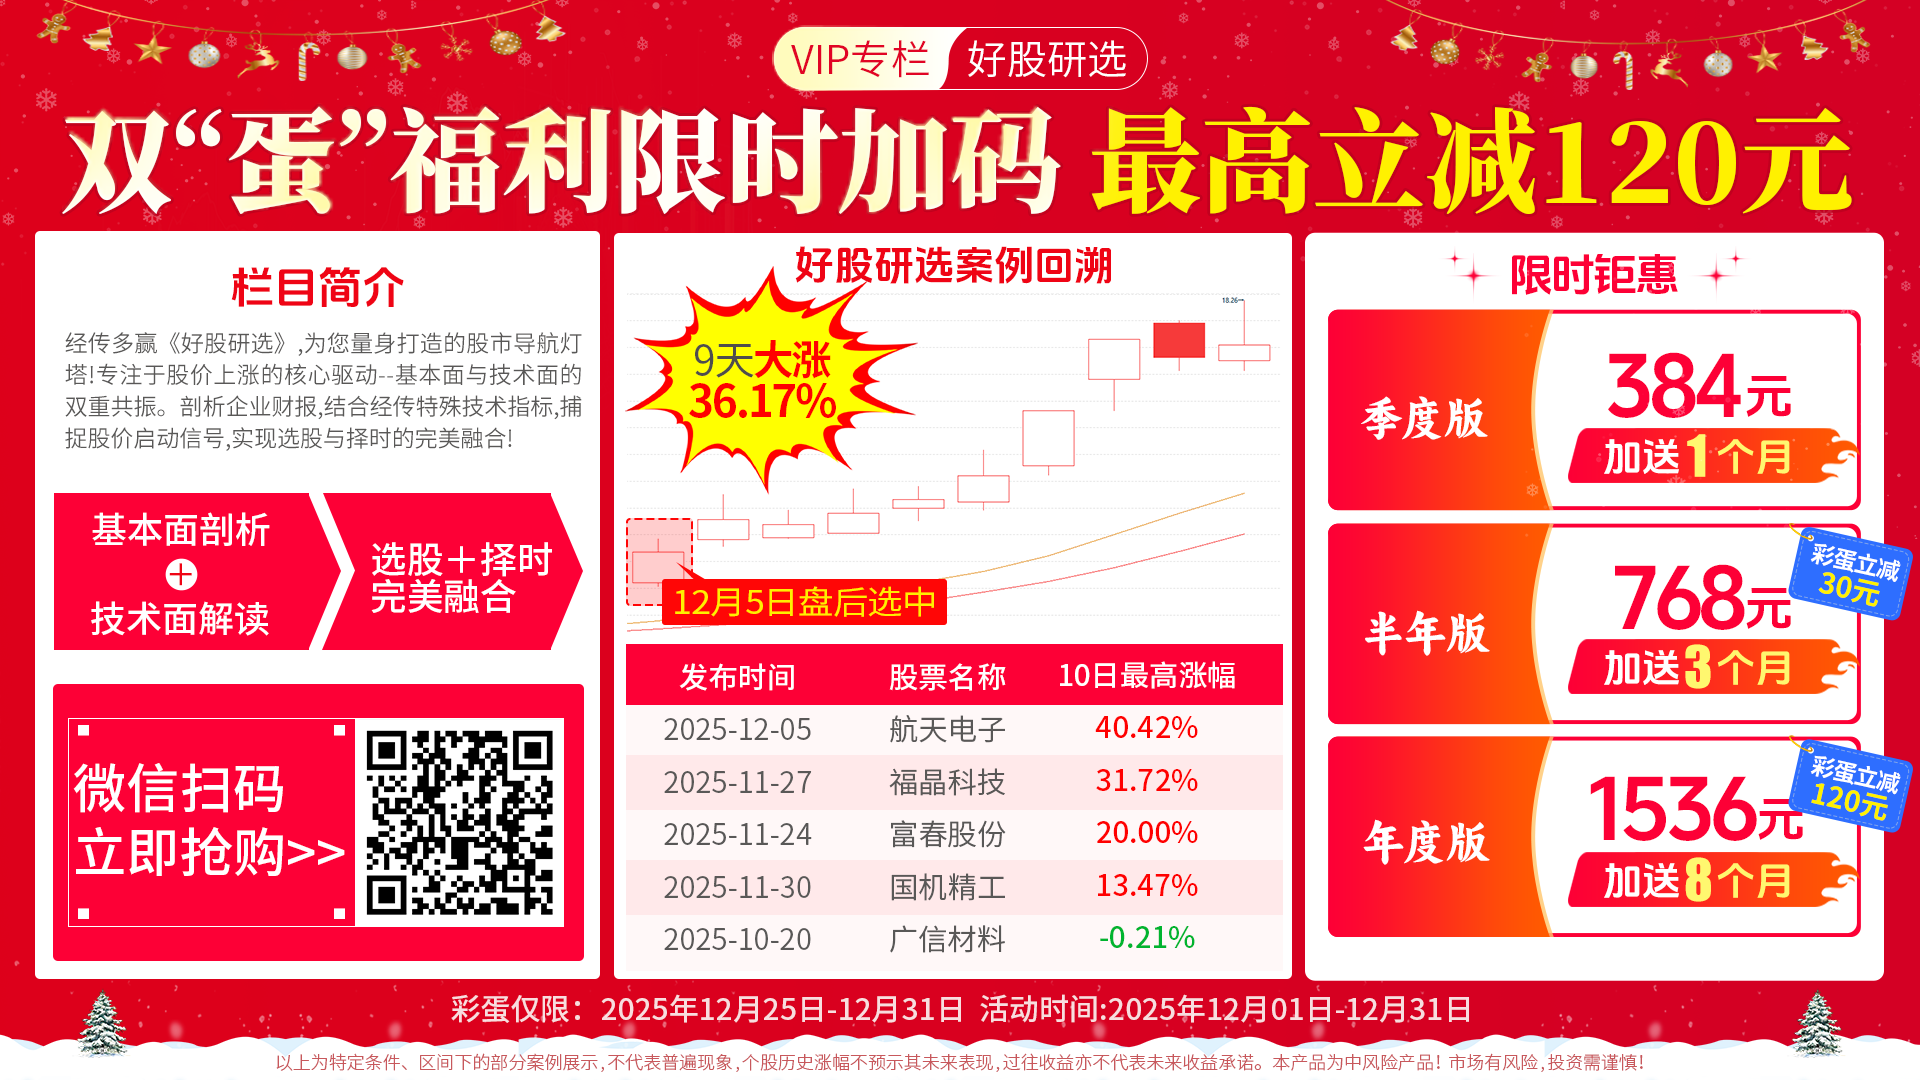 VIP专栏 好股研选
双“蛋”福利限时加码 最高立减120元
栏目简介
经传多赢《好股研选》,为您量身打造的股市导航灯
塔!专注于股价上涨的核心驱动--基本面与技术面的
双重共振。剖析企业财报,结合经传特殊技术指标,捕
捉股价启动信号,实现选股与择时的完美融合!
基本面剖析
技术面解读
选股＋择时
完美融合
微信扫码
立即抢购>>
好股研选案例回溯
18.26
9天大涨
36.17%
12月5日盘后选中
发布时间 股票名称 10日最高涨幅
2025-12-05 航天电子 40.42%
2025-11-27 福晶科技 31.72%
2025-11-24 富春股份 20.00%
2025-11-30 国机精工 13.47%
2025-10-20 广信材料 -0.21%
限时钜惠
季度版
384元
加送1个月
半年版
768元
加送3个月
彩蛋立减
30元
年度版
1536元
加送8个月
彩蛋立减
120元
彩蛋仅限：2025年12月25日-12月31日 活动时间:2025年12月01日-12月31日
以上为特定条件、区间下的部分案例展示,不代表普遍现象,个股历史涨幅不预示其未来表现,过往收益亦不代表未来收益承诺。本产品为中风险产品! 市场有风险,投资需谨慎!